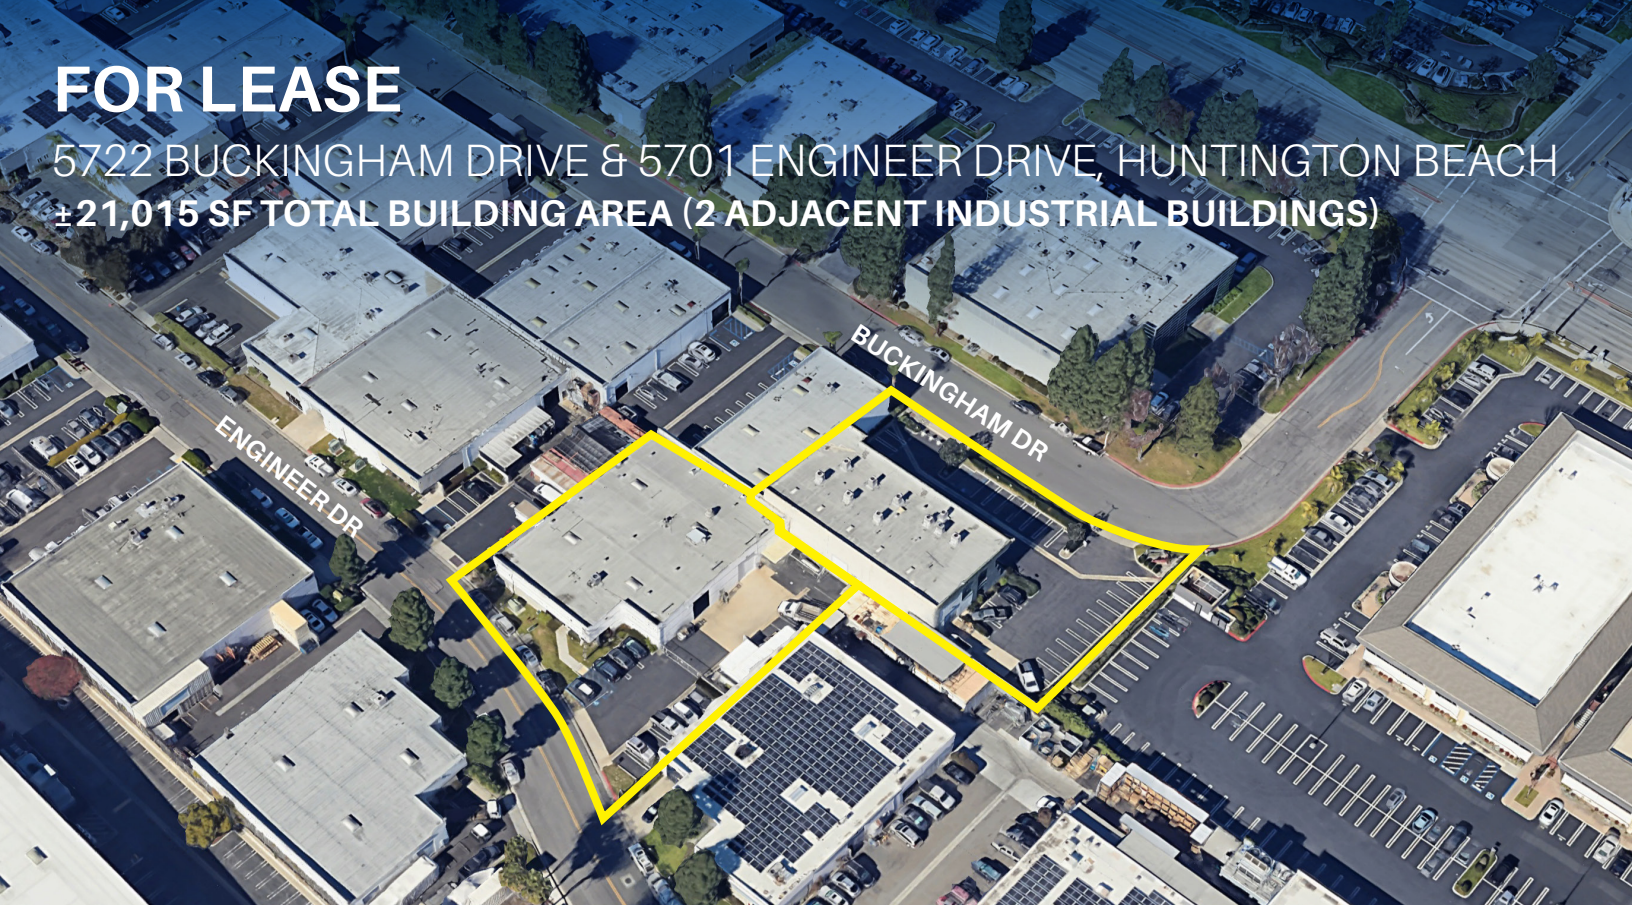 FOR LEASE
5722 BUCKINGHAM DRIVE & 5701 ENGINEER DRIVE, HUNTINGTON BEACH
±21,015 SF TOTAL BUILDING AREA (2 ADJACENT INDUSTRIAL BUILDINGS)
BUCKINGHAM DR
ENGINEER DR